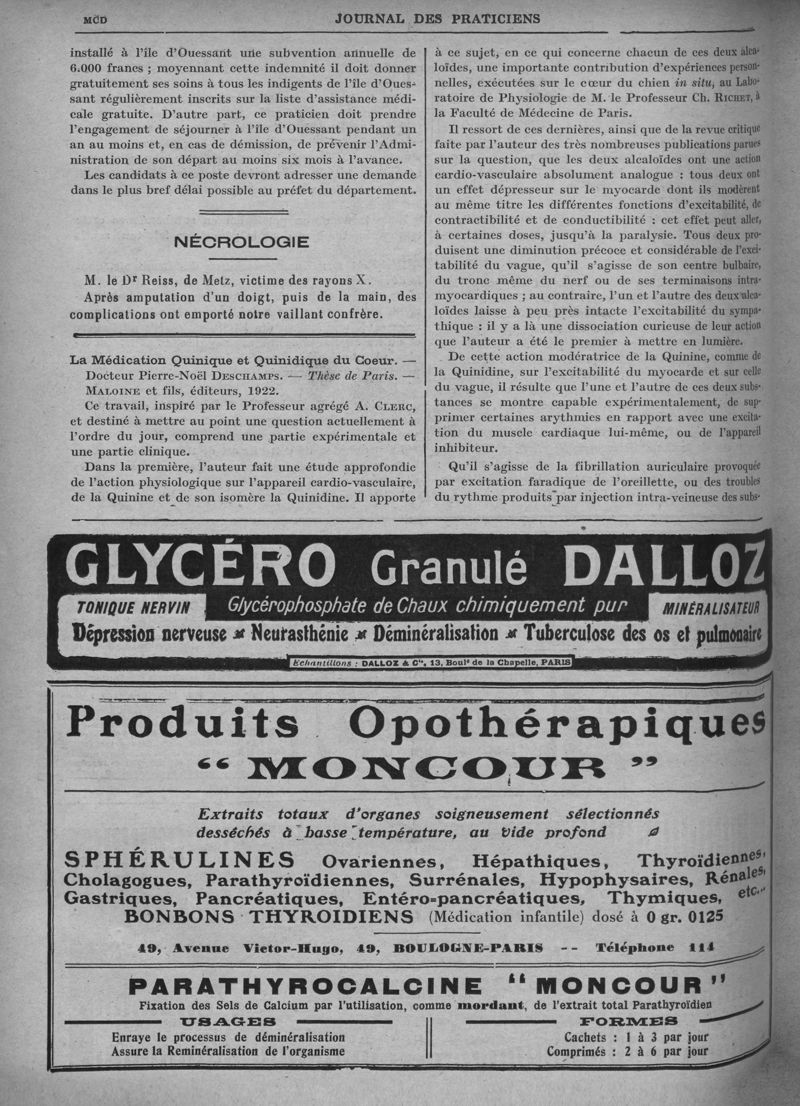 MCD
JOURNAL DES PRATICIENS
installé à l'île d'Ouessant une subvention annuelle de
6.000 francs ; moyennant cette indemnité il doit donner
gratuitement ses soins à tous les indigents de l'île d'Oues-
sant régulièrement inscrits sur la liste d'assistance médi-
cale gratuite. D'autre part, ce praticien doit prendre
l'engagement de séjourner à l'île d'Ouessant pendant un
an au moins et, en cas de démission, de prévenir l'Admi-
nistration de son départ au moins six mois à l'avance.
Les candidats à ce poste devront adresser une demande
dans le plus bref délai possible au préfet du département.
NÉCROLOGIE
M. le Dr Reiss, de Metz, victime des rayons X.
Après amputation d'un doigt, puis de la main, des
complications ont emporté notre vaillant confrère.
La Médication Quinique et Quinidique du Coeur. —
Docteur Pierre-Noël DESCHAMPS. — Thèse de Paris. —
MALOINE et fils, éditeurs, 1922.
Ce travail, inspiré par le Professeur agrégé A. CLERC,
et destiné à mettre au point une question actuellement à
l'ordre du jour, comprend une partie expérimentale et
une partie clinique.
Dans la première, l'auteur fait une étude approfondie
de l'action physiologique sur l'appareil cardio-vasculaire,
de la Quinine et de son isomère la Quinidine. Il apporte
à ce sujet, en ce qui concerne chacun de ces deux alca-
loïdes, une importante contribution d'expériences person-
nelles, exécutées sur le cœur du chien in situ, au Labo-
ratoire de Physiologie de M. le Professeur Ch. RICHET, à
la Faculté de Médecine de Paris.
Il ressort de ces dernières, ainsi que de la revue critique
faite par l'auteur des très nombreuses publications parues
sur la question, que les deux alcaloïdes ont une action
cardio-vasculaire absolument analogue : tous deux ont
un effet dépresseur sur le myocarde dont ils modèrent
au même titre les différentes fonctions d'excitabilité, de
contractibilité et de conductibilité : cet effet peut aller,
à certaines doses, jusqu'à la paralysie. Tous deux pro-
duisent une diminution précoce et considérable de l'exci-
tabilité du vague, qu'il s'agisse de son centre bulbaire,
du tronc même du nerf ou de ses terminaisons intra-
myocardiques ; au contraire, l'un et l'autre des deux alca-
loïdes laisse à peu près intacte l'excitabilité du sympa-
thique : il y a là une dissociation curieuse de leur action
que l'auteur a été le premier à mettre en lumière.
De cette action modératrice de la Quinine, comme de
la Quinidine, sur l'excitabilité du myocarde et sur celle
du vague, il résulte que l'une et l'autre de ces deux subs-
tances se montre capable expérimentalement, de sup-
primer certaines arythmies en rapport avec une excita-
tion du muscle cardiaque lui-même, ou de l'appareil
inhibiteur.
Qu'il s'agisse de la fibrillation auriculaire provoquée
par excitation faradique de l'oreillette, ou des troubles
du rythme produits par injection intra-veineuse des subs-
GLYCÉRO Granulé DALLOZ
TONIQUE NERVIN Glycérophosphate de Chaux chimiquement pur MINÉRALISATEUR
Dépression nerveuse Neurasthénie Déminéralisation Tuberculose des os et pulmonaire
Echantillons : DALLOZ & Cie, 13, Bould de la Chapelle, PARIS
Produits Opothérapiques
“ MONCOUR ”
Extraits totaux d'organes soigneusement sélectionnés
desséchés à basse température, au vide profond
SPHÉRULINES Ovariennes, Hépathiques, Thyroïdiennes,
Cholagogues, Parathyroïdiennes, Surrénales, Hypophysaires, Rénales,
Gastriques, Pancréatiques, Entéro-pancréatiques, Thymiques, etc...
BONBONS THYROIDIENS (Médication infantile) dosé à 0 gr. 0125
49, Avenue Victor-Hugo, 49, BOULOGNE-PARIS -- Téléphone 114
PARATHYROCALCINE “ MONCOUR ”
Fixation des Sels de Calcium par l'utilisation, comme mordant, de l'extrait total Parathyroïdien
USAGES
Enraye le processus de déminéralisation
Assure la Reminéralisation de l'organisme
FORMES
Cachets : 1 à 3 par jour
Comprimés : 2 à 6 par jour